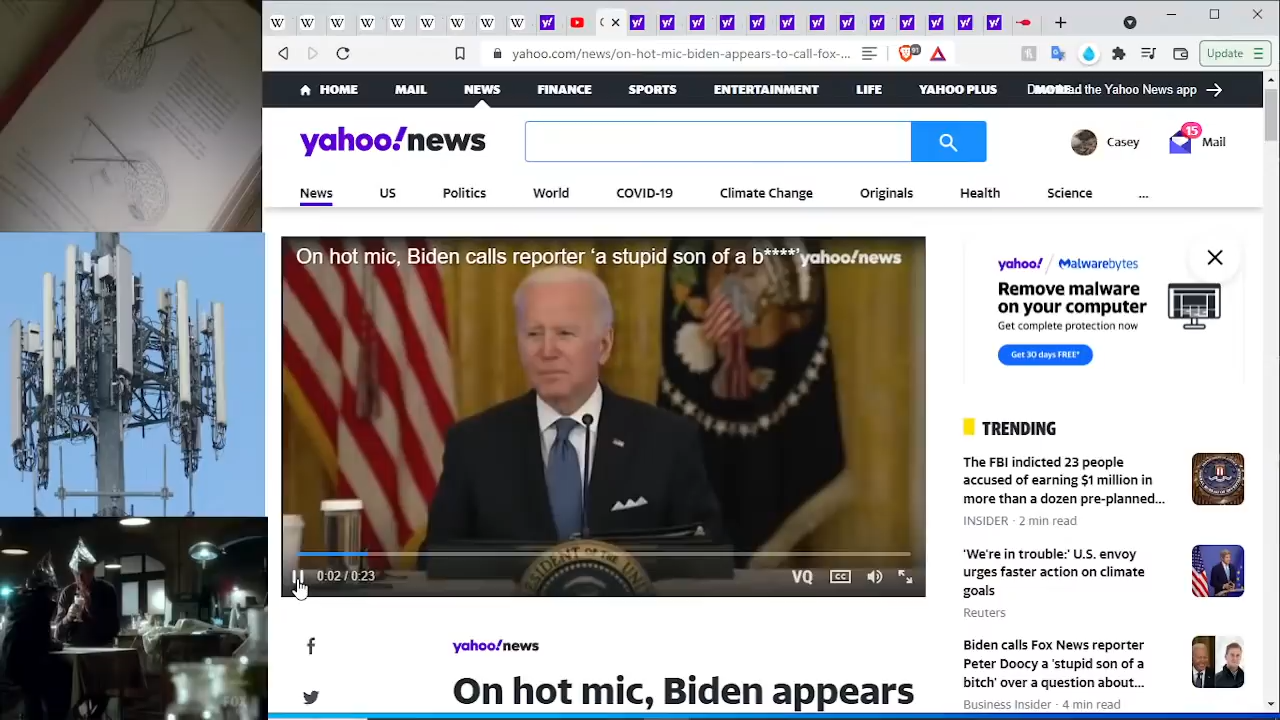 yahoo.com/news/on-hot-mic-biden-appears-to-call-fox-...
91
Update
HOME MAIL NEWS FINANCE SPORTS ENTERTAINMENT LIFE YAHOO PLUS
the Yahoo News app
yahoo!news
15
Casey
Mail
News US Politics World COVID-19 Climate Change Originals Health Science ...
On hot mic, Biden calls reporter ‘a stupid son of a b****’
yahoo!news
PRESIDENT OF THE UNI
0:02 / 0:23
VQ
CC
yahoo! / Malwarebytes
Remove malware
on your computer
Get complete protection now
Get 30 days FREE*
TRENDING
The FBI indicted 23 people
accused of earning $1 million in
more than a dozen pre-planned...
INSIDER · 2 min read
'We're in trouble:' U.S. envoy
urges faster action on climate
goals
Reuters
Biden calls Fox News reporter
Peter Doocy a 'stupid son of a
bitch' over a question about...
Business Insider · 4 min read
yahoo!news
On hot mic, Biden appears
FOX